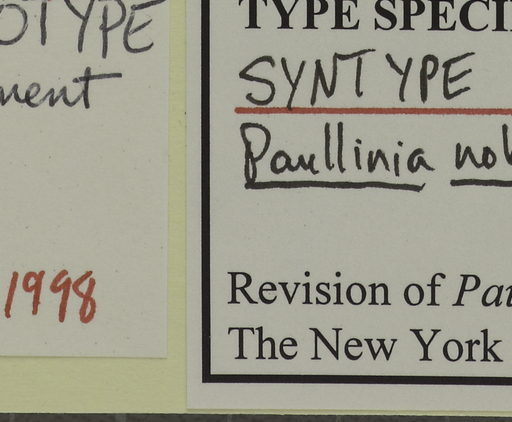 OTYPE
ment
1998
TYPE SPECI
SYNTYPE
Paullinia
Revision of
The New York